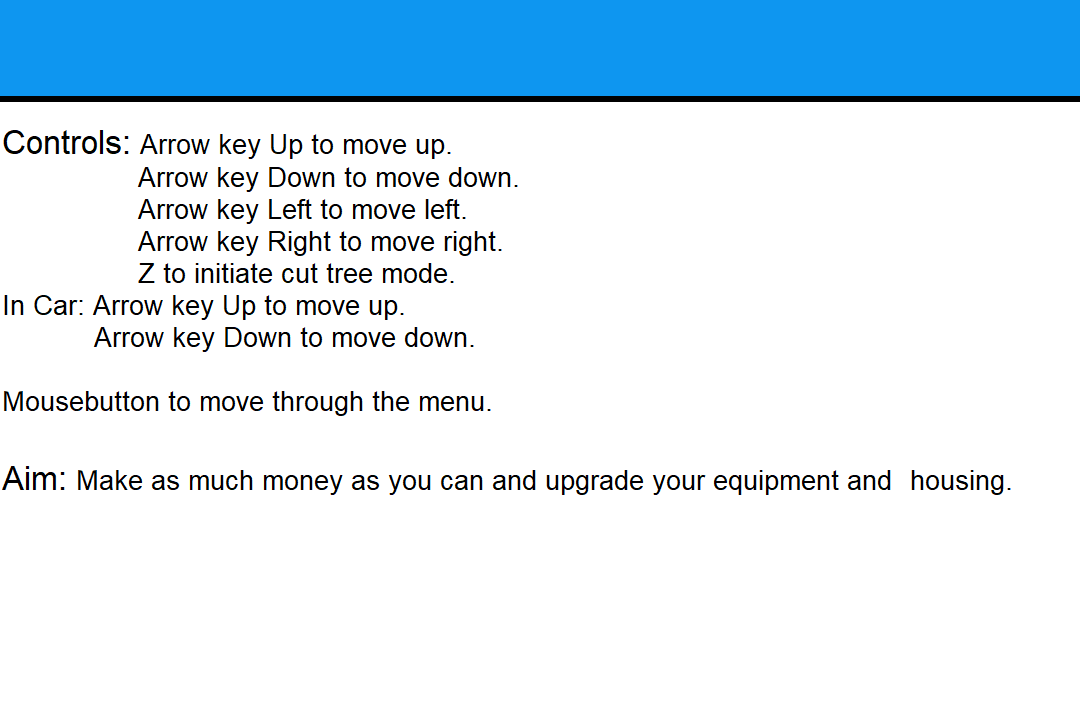 Controls: Arrow key Up to move up.
Arrow key Down to move down.
Arrow key Left to move left.
Arrow key Right to move right.
Z to initiate cut tree mode.
In Car: Arrow key Up to move up.
Arrow key Down to move down.
Mousebutton to move through the menu.
Aim: Make as much money as you can and upgrade your equipment and  housing.